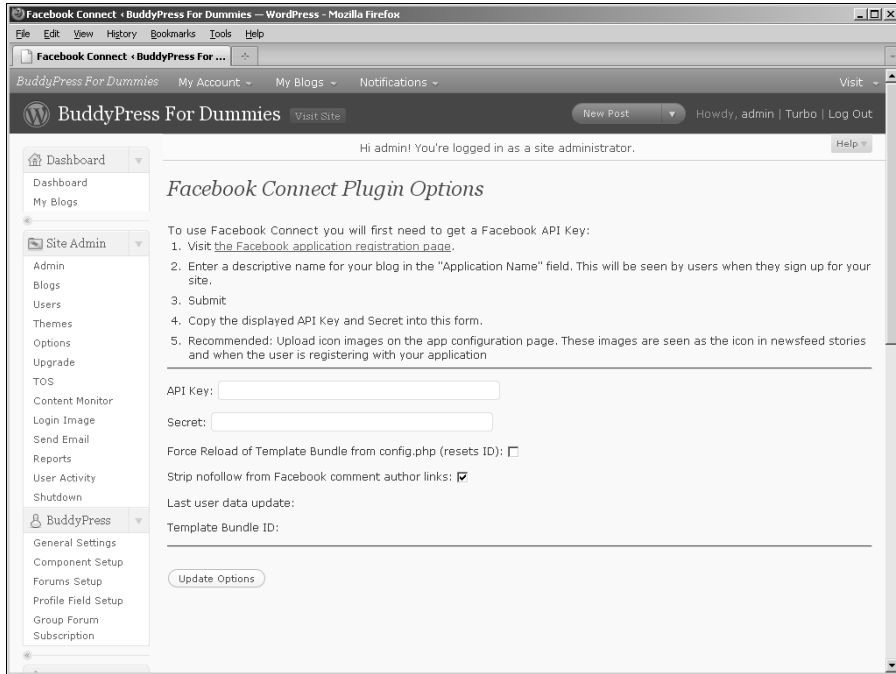 Facebook Connect ‹ BuddyPress For Dummies — WordPress - Mozilla Firefox
File Edit View History Bookmarks Tools Help
Facebook Connect ‹ BuddyPress For ...
BuddyPress For Dummies My Account My Blogs Notifications Visit
BuddyPress For Dummies Visit Site New Post Howdy, admin | Turbo | Log Out
Hi admin! You're logged in as a site administrator. Help
Dashboard
Dashboard
My Blogs
Site Admin
Admin
Blogs
Users
Themes
Options
Upgrade
TOS
Content Monitor
Login Image
Send Email
Reports
User Activity
Shutdown
BuddyPress
General Settings
Component Setup
Forums Setup
Profile Field Setup
Group Forum
Subscription
Facebook Connect Plugin Options
To use Facebook Connect you will first need to get a Facebook API Key:
1. Visit the Facebook application registration page.
2. Enter a descriptive name for your blog in the "Application Name" field. This will be seen by users when they sign up for your
site.
3. Submit
4. Copy the displayed API Key and Secret into this form.
5. Recommended: Upload icon images on the app configuration page. These images are seen as the icon in newsfeed stories
and when the user is registering with your application
API Key:
Secret:
Force Reload of Template Bundle from config.php (resets ID):
Strip nofollow from Facebook comment author links:
Last user data update:
Template Bundle ID:
Update Options